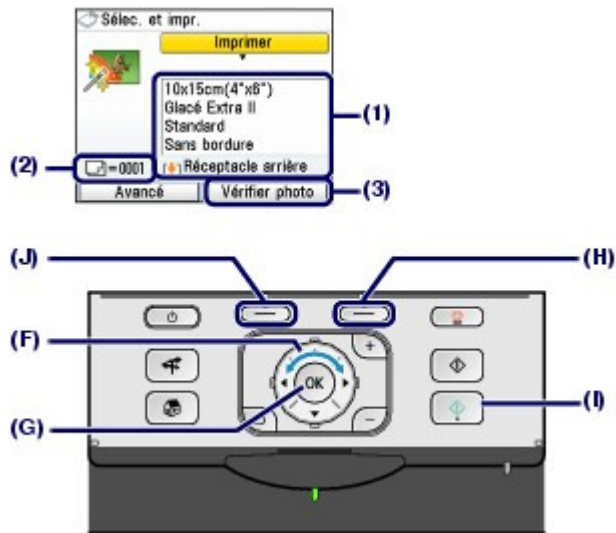 Sélec. et impr.
Imprimer
10x15cm(4"x6")
Glacé Extra II
Standard
Sans bordure
Réceptacle arrière
=0001
Avancé
Vérifier photo
(1)
(2)
(3)
(J)
(H)
(F)
+
OK
(G)
(I)
−